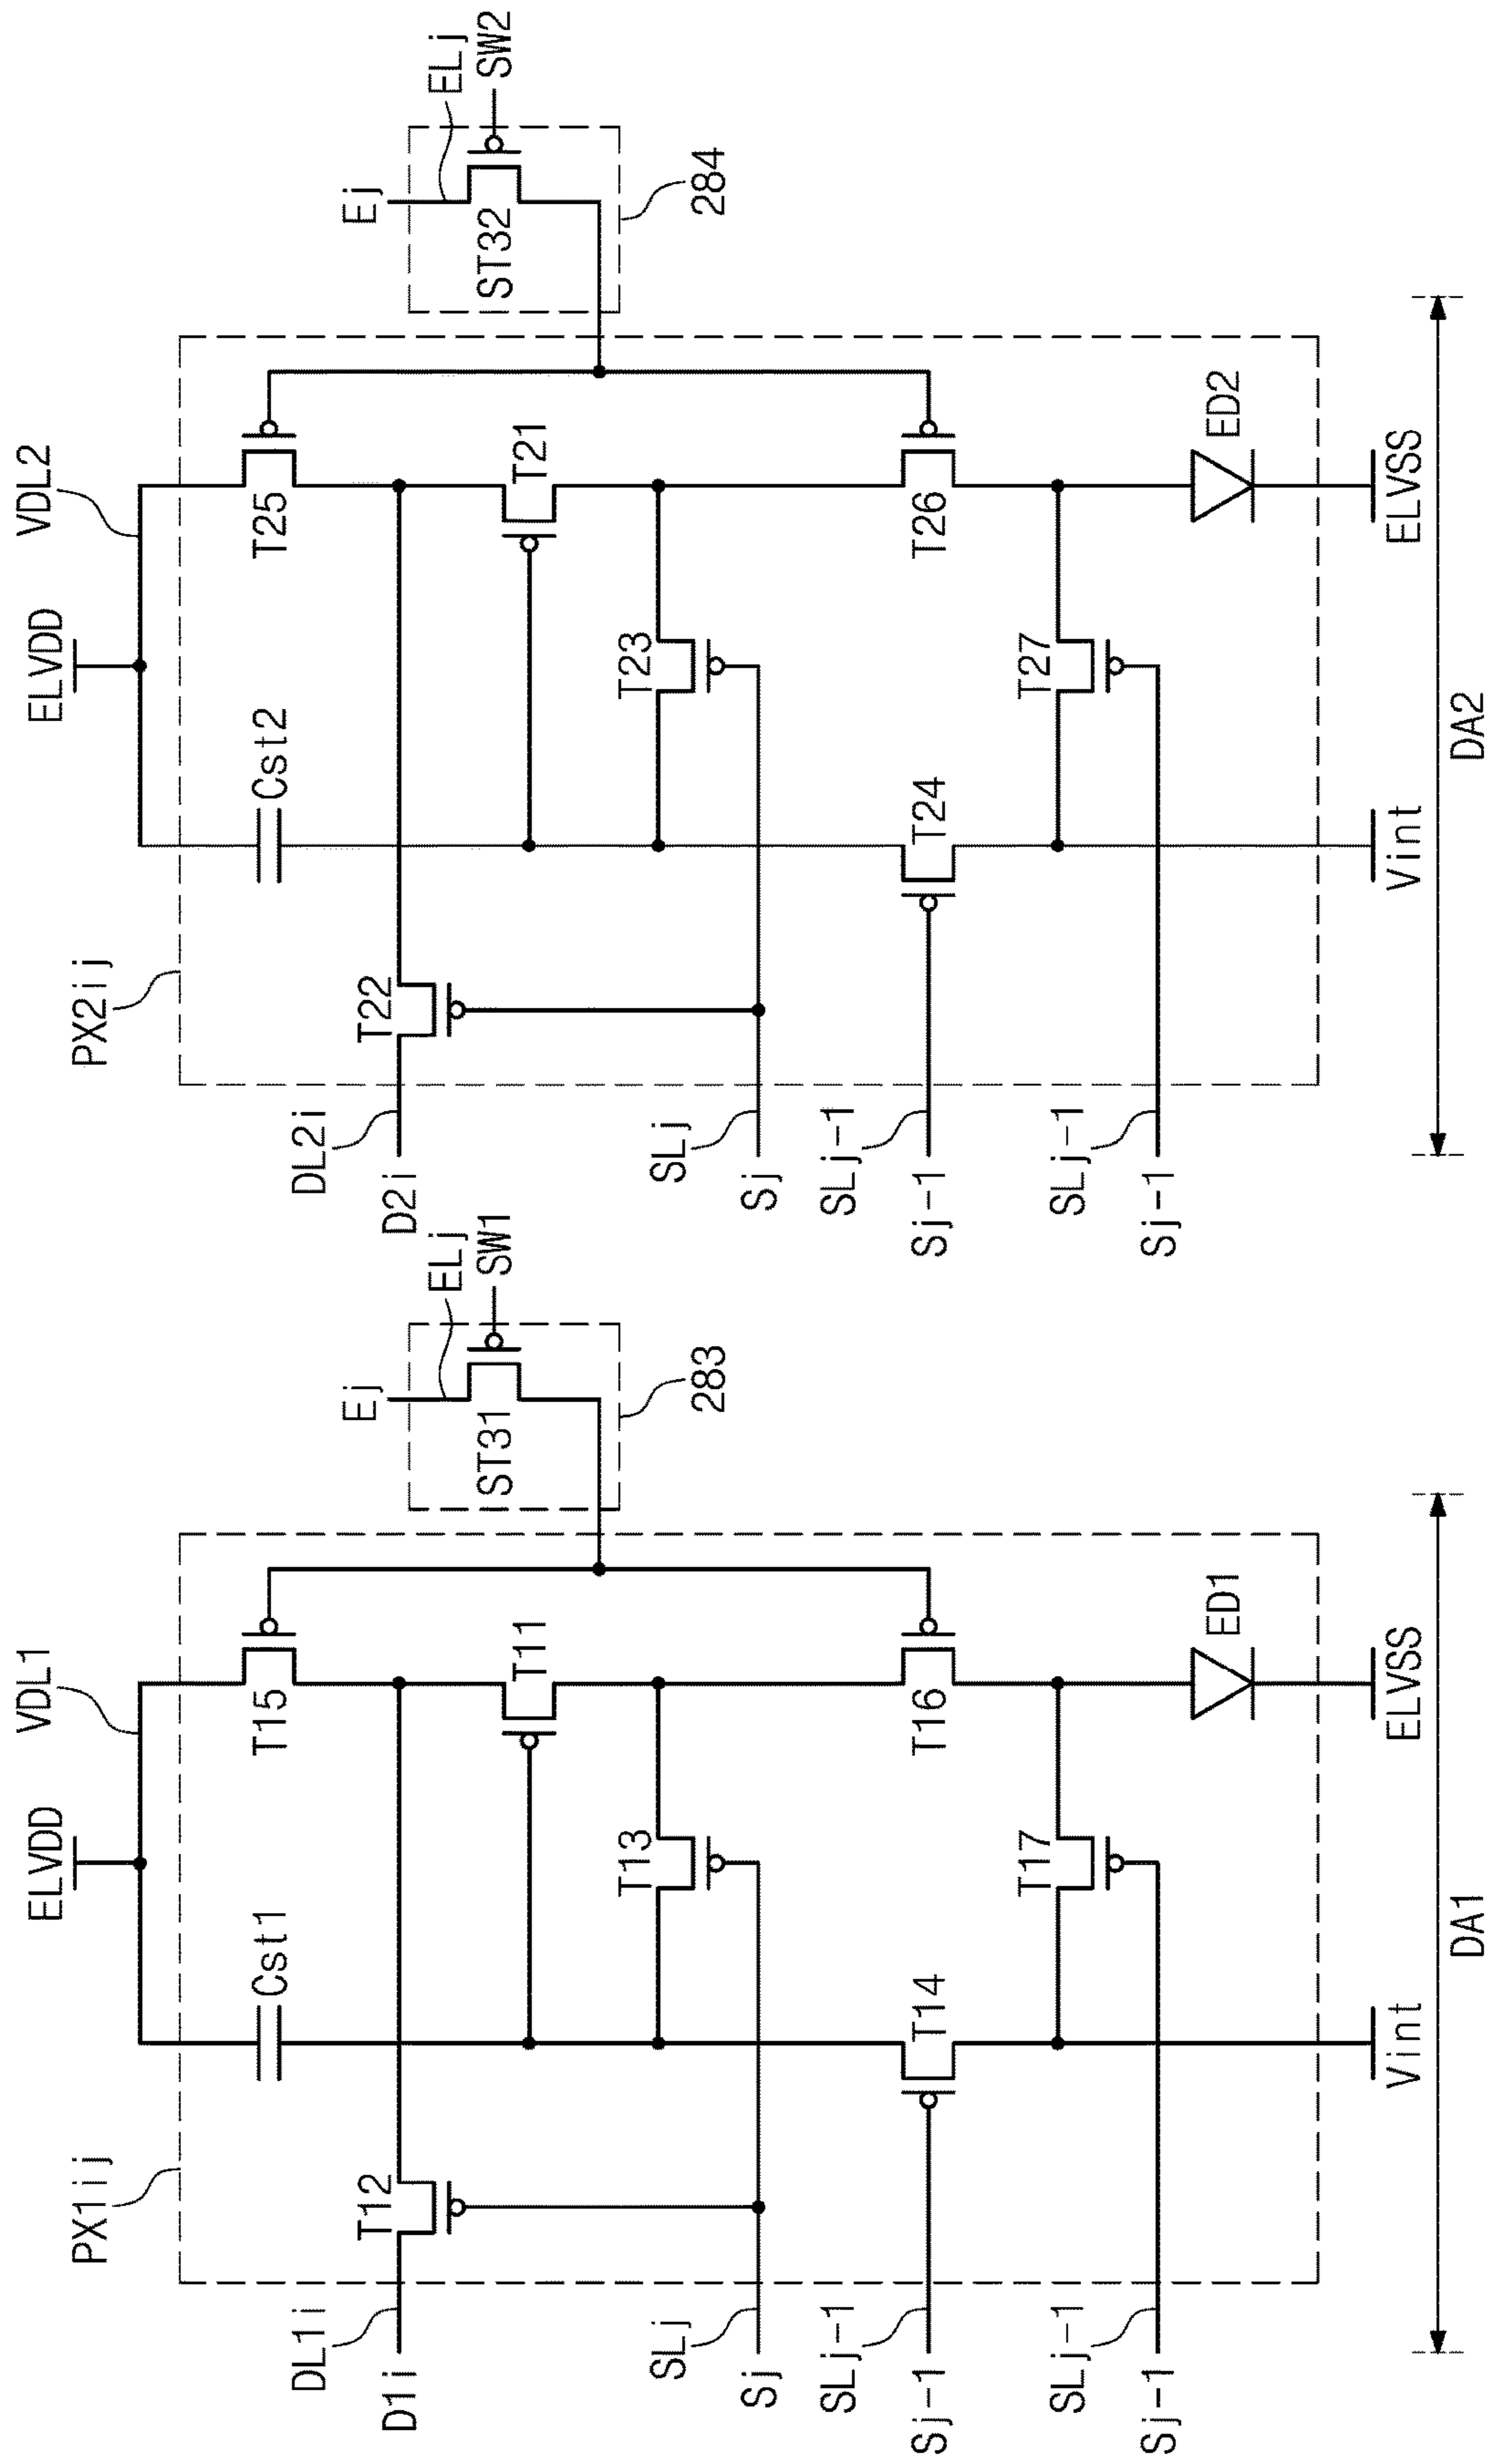 ELVDD
VDL1
PX1ij
Cst1
T15
Ej
ELj
DL1i
D1i
T12
T11
ST31
SW1
T13
283
SLj
Sj
SLj-1
Sj-1
T14
T16
SLj-1
Sj-1
T17
ED1
Vint
ELVSS
DA1
ELVDD
VDL2
PX2ij
Cst2
T25
Ej
ELj
DL2i
D2i
T22
T21
ST32
SW2
T23
284
SLj
Sj
SLj-1
Sj-1
T24
T26
SLj-1
Sj-1
T27
ED2
Vint
ELVSS
DA2